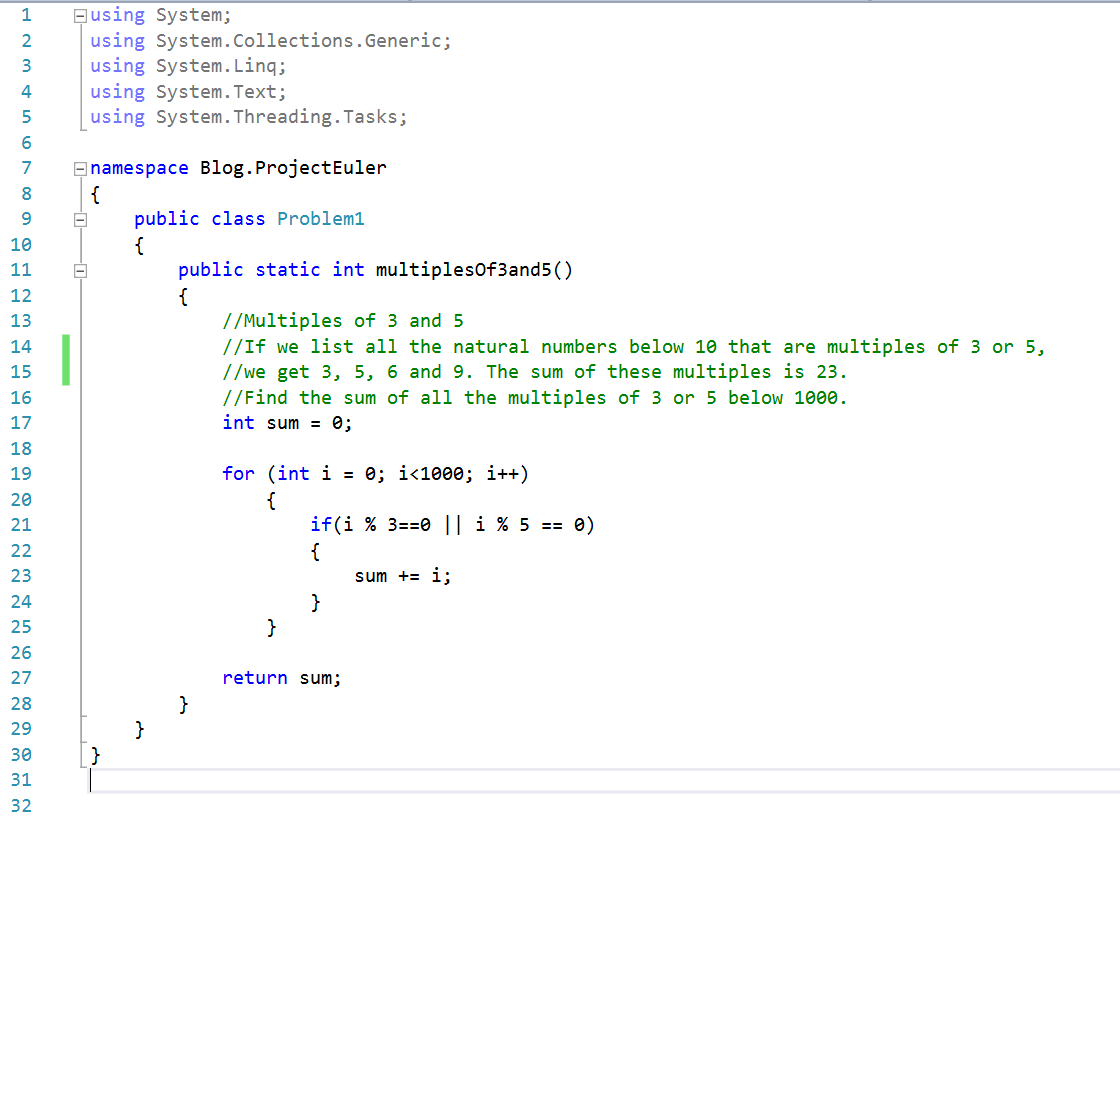 1 using System;
2 using System.Collections.Generic;
3 using System.Linq;
4 using System.Text;
5 using System.Threading.Tasks;
6
7 namespace Blog.ProjectEuler
8 {
9     public class Problem1
10     {
11         public static int multiplesOf3and5()
12         {
13             //Multiples of 3 and 5
14             //If we list all the natural numbers below 10 that are multiples of 3 or 5,
15             //we get 3, 5, 6 and 9. The sum of these multiples is 23.
16             //Find the sum of all the multiples of 3 or 5 below 1000.
17             int sum = 0;
18
19             for (int i = 0; i<1000; i++)
20                 {
21                     if(i % 3==0 || i % 5 == 0)
22                     {
23                         sum += i;
24                     }
25                 }
26
27             return sum;
28         }
29     }
30 }
31
32